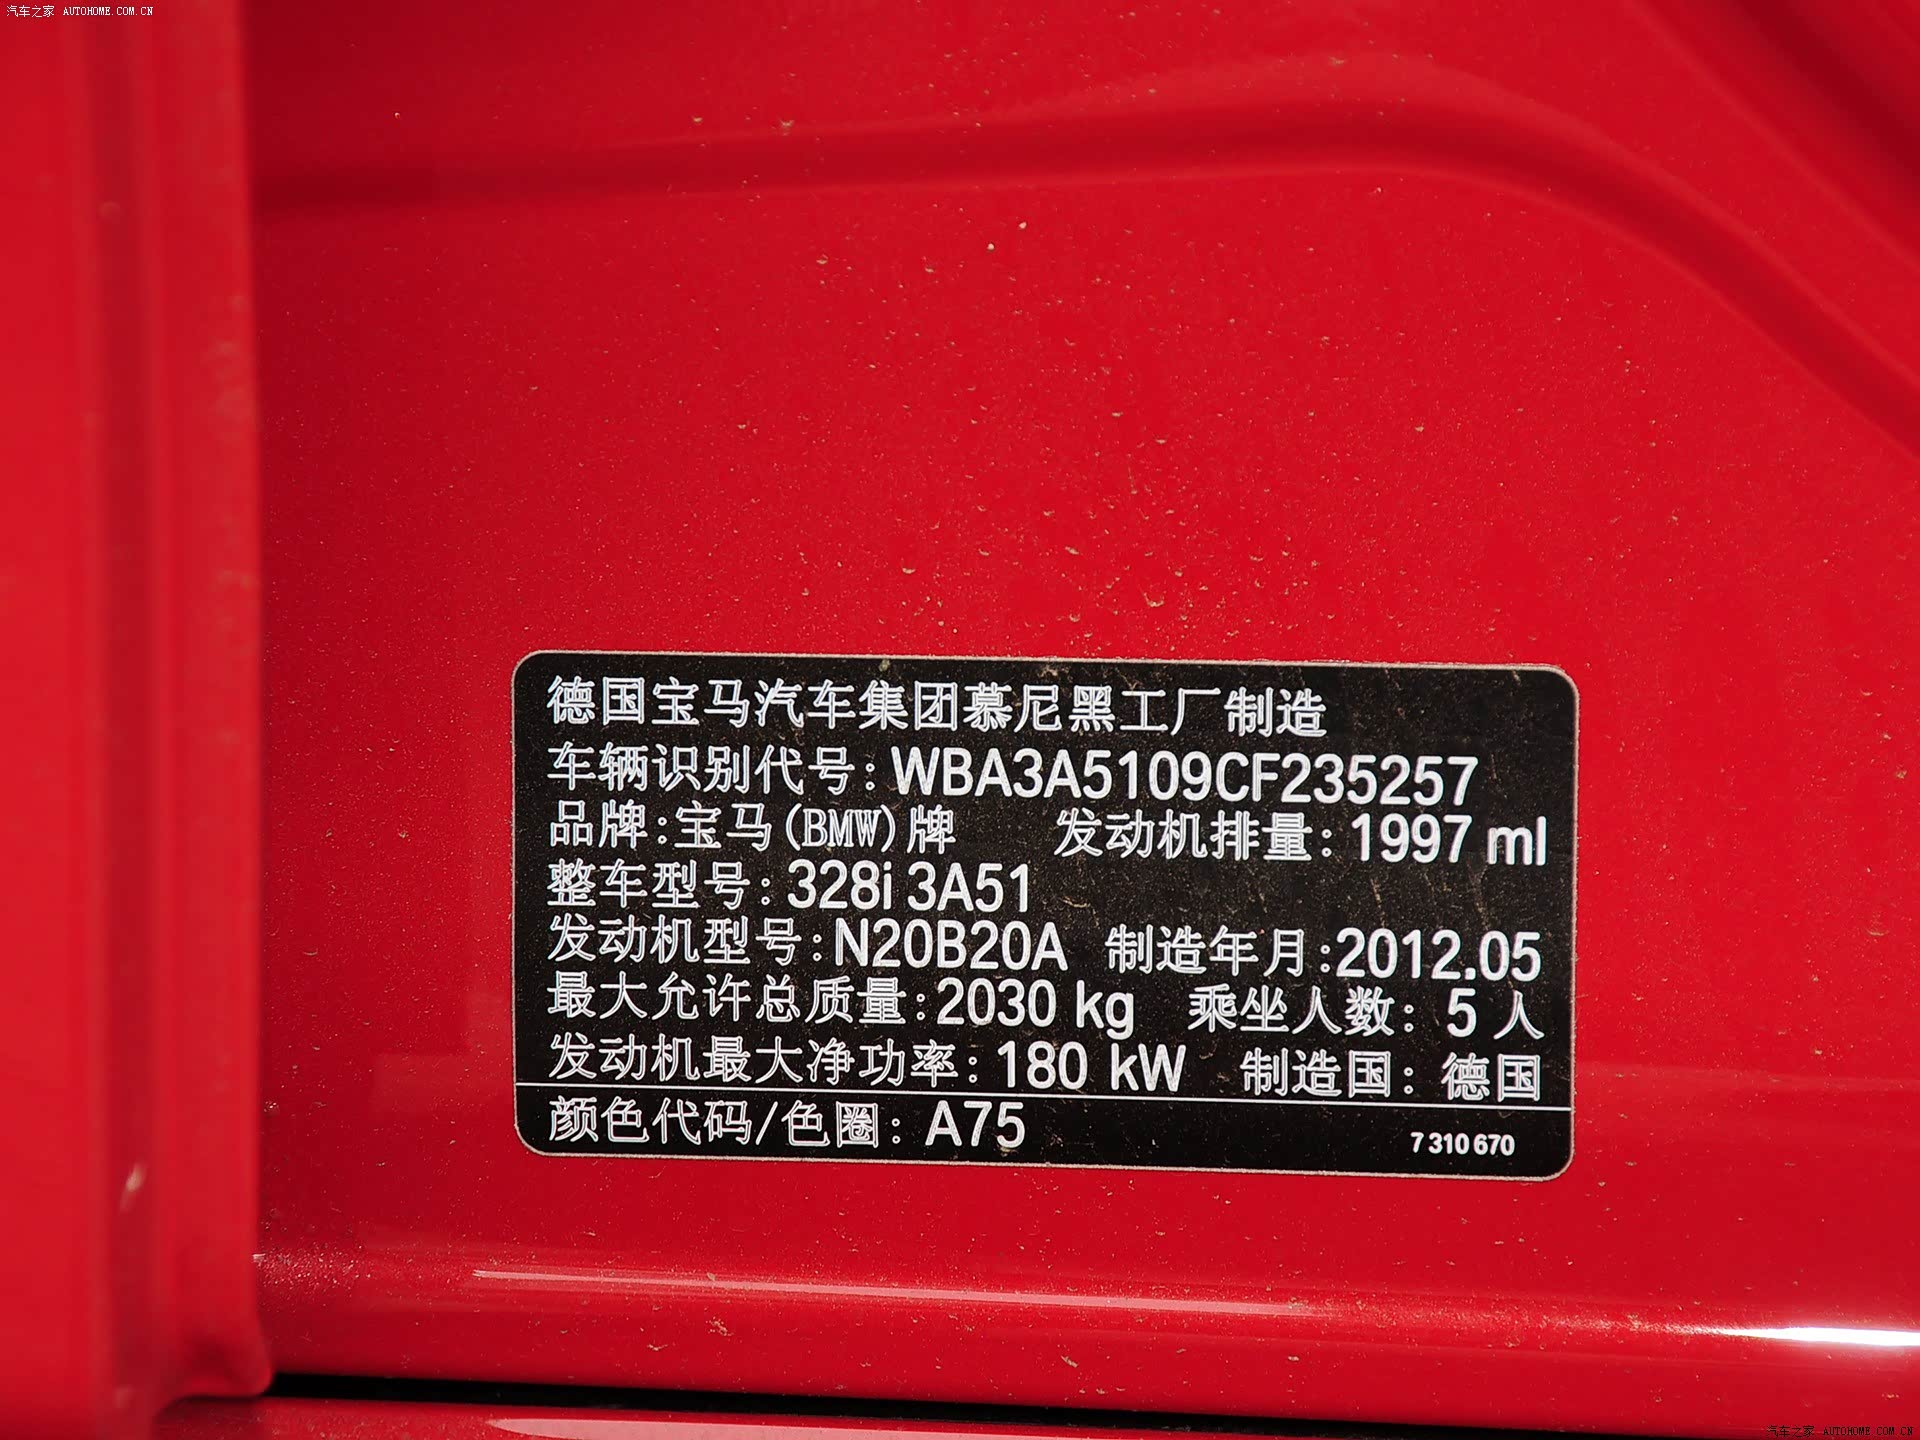 汽车之家 AUTOHOME.COM.CN
德国宝马汽车集团慕尼黑工厂制造
车辆识别代号:WBA3A5109CF235257
品牌:宝马(BMW)牌 发动机排量:1997 ml
整车型号:328i 3A51
发动机型号:N20B20A 制造年月:2012.05
最大允许总质量:2030 kg 乘坐人数: 5 人
发动机最大净功率:180 kW 制造国: 德国
颜色代码/色圈: A75 7 310 670
汽车之家 AUTOHOME.COM.CN